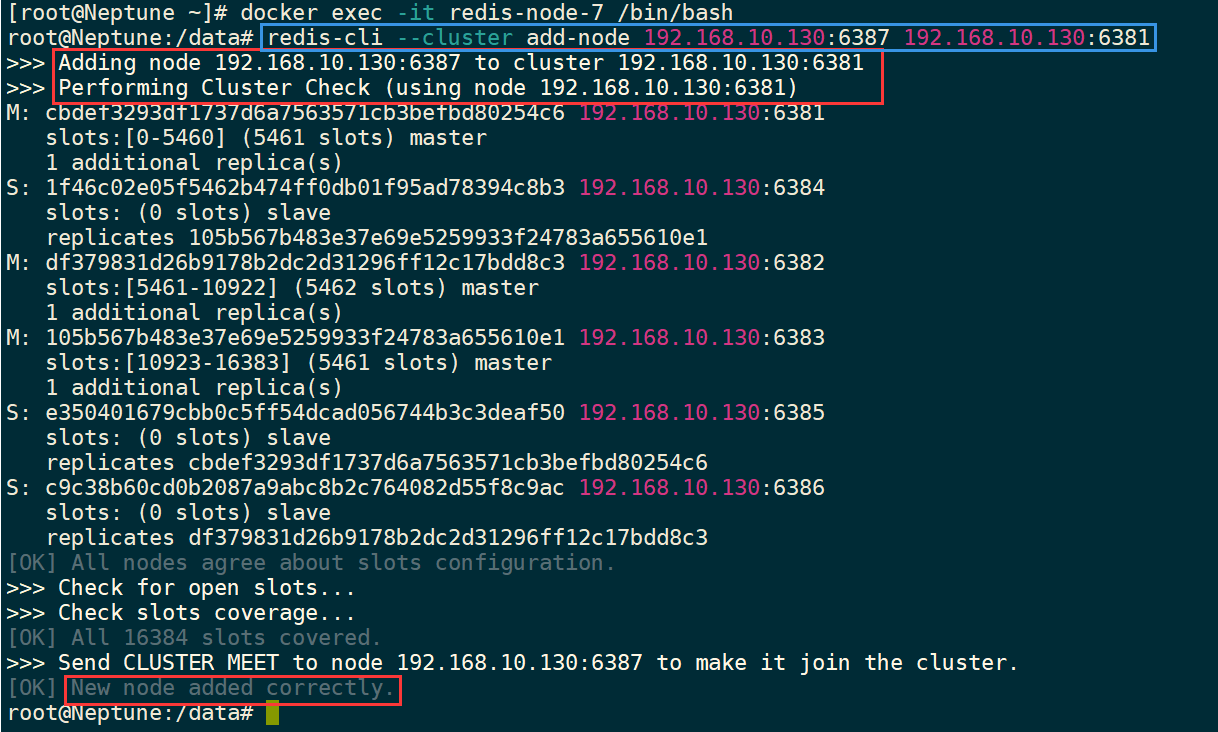 [root@Neptune ~]# docker exec -it redis-node-7 /bin/bash
root@Neptune:/data# redis-cli --cluster add-node 192.168.10.130:6387 192.168.10.130:6381
>>> Adding node 192.168.10.130:6387 to cluster 192.168.10.130:6381
>>> Performing Cluster Check (using node 192.168.10.130:6381)
M: cbdef3293df1737d6a7563571cb3befbd80254c6 192.168.10.130:6381
   slots:[0-5460] (5461 slots) master
   1 additional replica(s)
S: 1f46c02e05f5462b474ff0db01f95ad78394c8b3 192.168.10.130:6384
   slots: (0 slots) slave
   replicates 105b567b483e37e69e5259933f24783a655610e1
M: df379831d26b9178b2dc2d31296ff12c17bdd8c3 192.168.10.130:6382
   slots:[5461-10922] (5462 slots) master
   1 additional replica(s)
M: 105b567b483e37e69e5259933f24783a655610e1 192.168.10.130:6383
   slots:[10923-16383] (5461 slots) master
   1 additional replica(s)
S: e350401679cbb0c5ff54dcad056744b3c3deaf50 192.168.10.130:6385
   slots: (0 slots) slave
   replicates cbdef3293df1737d6a7563571cb3befbd80254c6
S: c9c38b60cd0b2087a9abc8b2c764082d55f8c9ac 192.168.10.130:6386
   slots: (0 slots) slave
   replicates df379831d26b9178b2dc2d31296ff12c17bdd8c3
[OK] All nodes agree about slots configuration.
>>> Check for open slots...
>>> Check slots coverage...
[OK] All 16384 slots covered.
>>> Send CLUSTER MEET to node 192.168.10.130:6387 to make it join the cluster.
[OK] New node added correctly.
root@Neptune:/data#